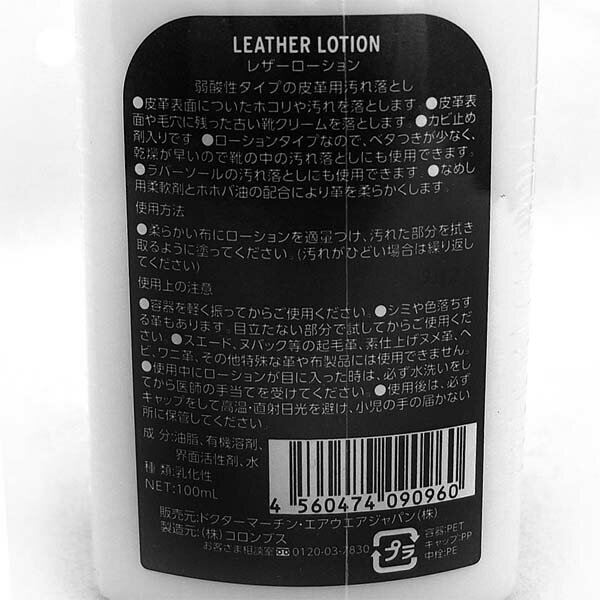 LEATHER LOTION
レザーローション
弱酸性タイプの皮革用汚れ落とし
●皮革表面についたホコリや汚れを落とします。●皮革表
面や毛穴に残った古い靴クリームを落とします。●カビ止め
剤入りです ●ローションタイプなので、ベタつきが少なく、
乾燥が早いので靴の中の汚れ落としにも使用できます。
●ラバーソールの汚れ落としにも使用できます。●なめし
用柔軟剤とホホバ油の配合により革を柔らかくします。
使用方法
●柔らかい布にローションを適量つけ、汚れた部分を拭き
取るように塗ってください。(汚れがひどい場合は繰り返し
てください)
使用上の注意
●容器を軽く振ってからご使用ください。●シミや色落ちす
る革もあります。目立たない部分で試してからご使用くだ
さい。●スエード、ヌバック等の起毛革、素仕上げヌメ革、ヘ
ビ、ワニ革、その他特殊な革や布製品には使用できません。
●使用中にローションが目に入った時は、必ず水洗いをし
てから医師の手当てを受けてください。●使用後は、必ず
キャップをして高温・直射日光を避け、小児の手の届かない
所に保管してください
成 分:油脂、有機溶剤、
界面活性剤、水
種 類:乳化性
NET:100mL
4 560474 090960
販売元:ドクターマーチン・エアウエアジャパン(株)
製造元:(株)コロンブス
お客さま相談室 0120-03-7830
プラ
容器:PET
キャップ:PP
中栓:PE